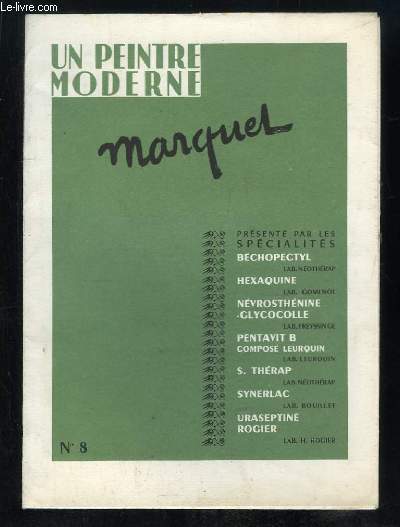 Le-livre.com
UN PEINTRE
MODERNE
marquet
PRÉSENTÉ PAR LES
SPÉCIALITÉS
BÉCHOPECTYL
LAB. NÉOTHÉRAP
HEXAQUINE
LAB. GOMENOL
NÉVROSTHÉNINE
-GLYCOCOLLE
LAB. FREYSSINGE
PENTAVIT B
COMPOSÉ LEURQUIN
LAB. LEURQUIN
S. THÉRAP
LAB. NÉOTHÉRAP
SYNERLAC
LAB. BOUILLET
URASEPTINE
ROGIER
LAB. H. ROGIER
N° 8